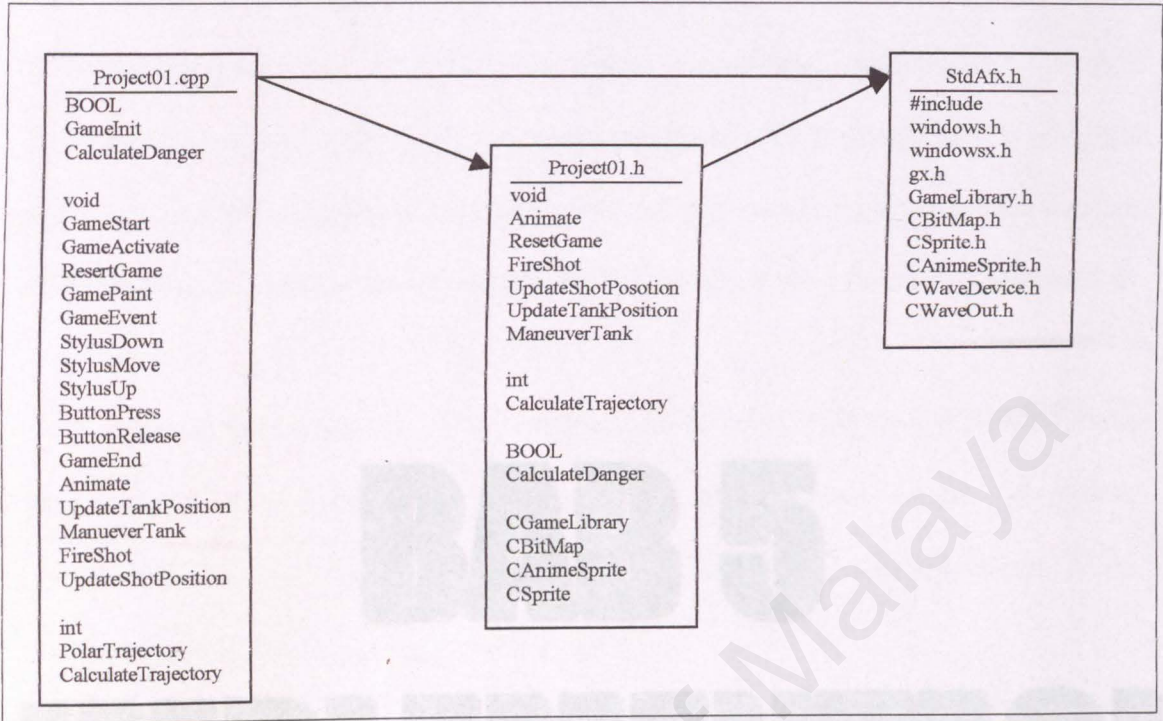 Project01.cpp
BOOL
GameInit
CalculateDanger
void
GameStart
GameActivate
ResertGame
GamePaint
GameEvent
StylusDown
StylusMove
StylusUp
ButtonPress
ButtonRelease
GameEnd
Animate
UpdateTankPosition
ManueverTank
FireShot
UpdateShotPosition
int
PolarTrajectory
CalculateTrajectory
Project01.h
void
Animate
ResetGame
FireShot
UpdateShotPosotion
UpdateTankPosition
ManeuverTank
int
CalculateTrajectory
BOOL
CalculateDanger
CGameLibrary
CBitMap
CAnimeSprite
CSprite
StdAfx.h
#include
windows.h
windowsx.h
gx.h
GameLibrary.h
CBitMap.h
CSprite.h
CAnimeSprite.h
CWaveDevice.h
CWaveOut.h
Malaya